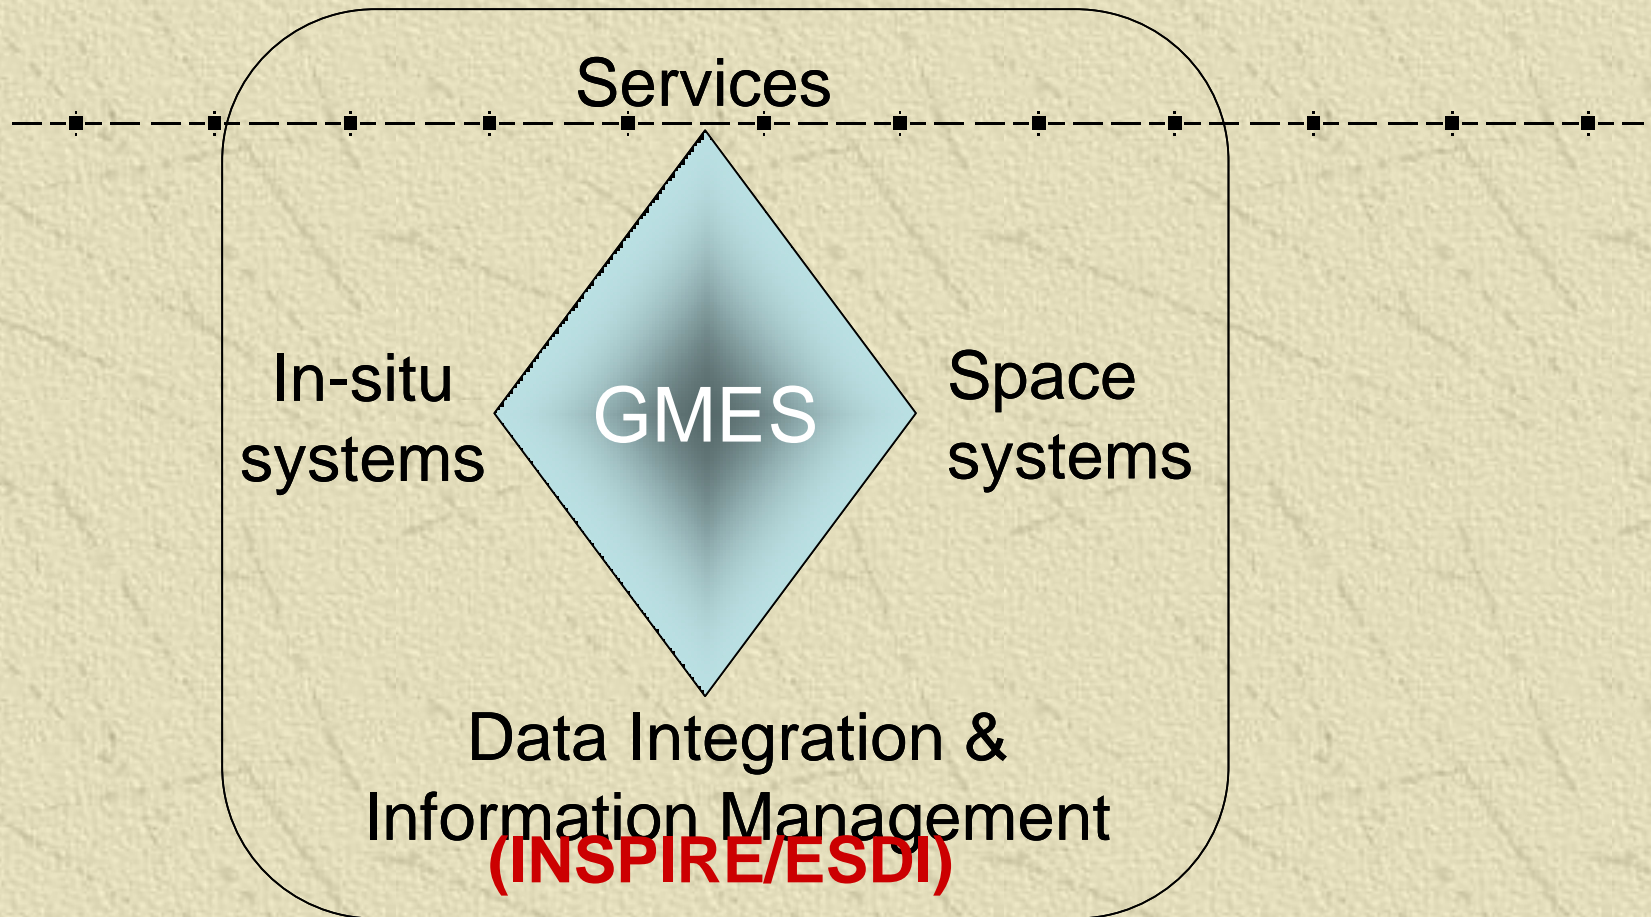 Services
In-situ
systems
GMES
Space
systems
Data Integration &
Information Management
(INSPIRE/ESDI)